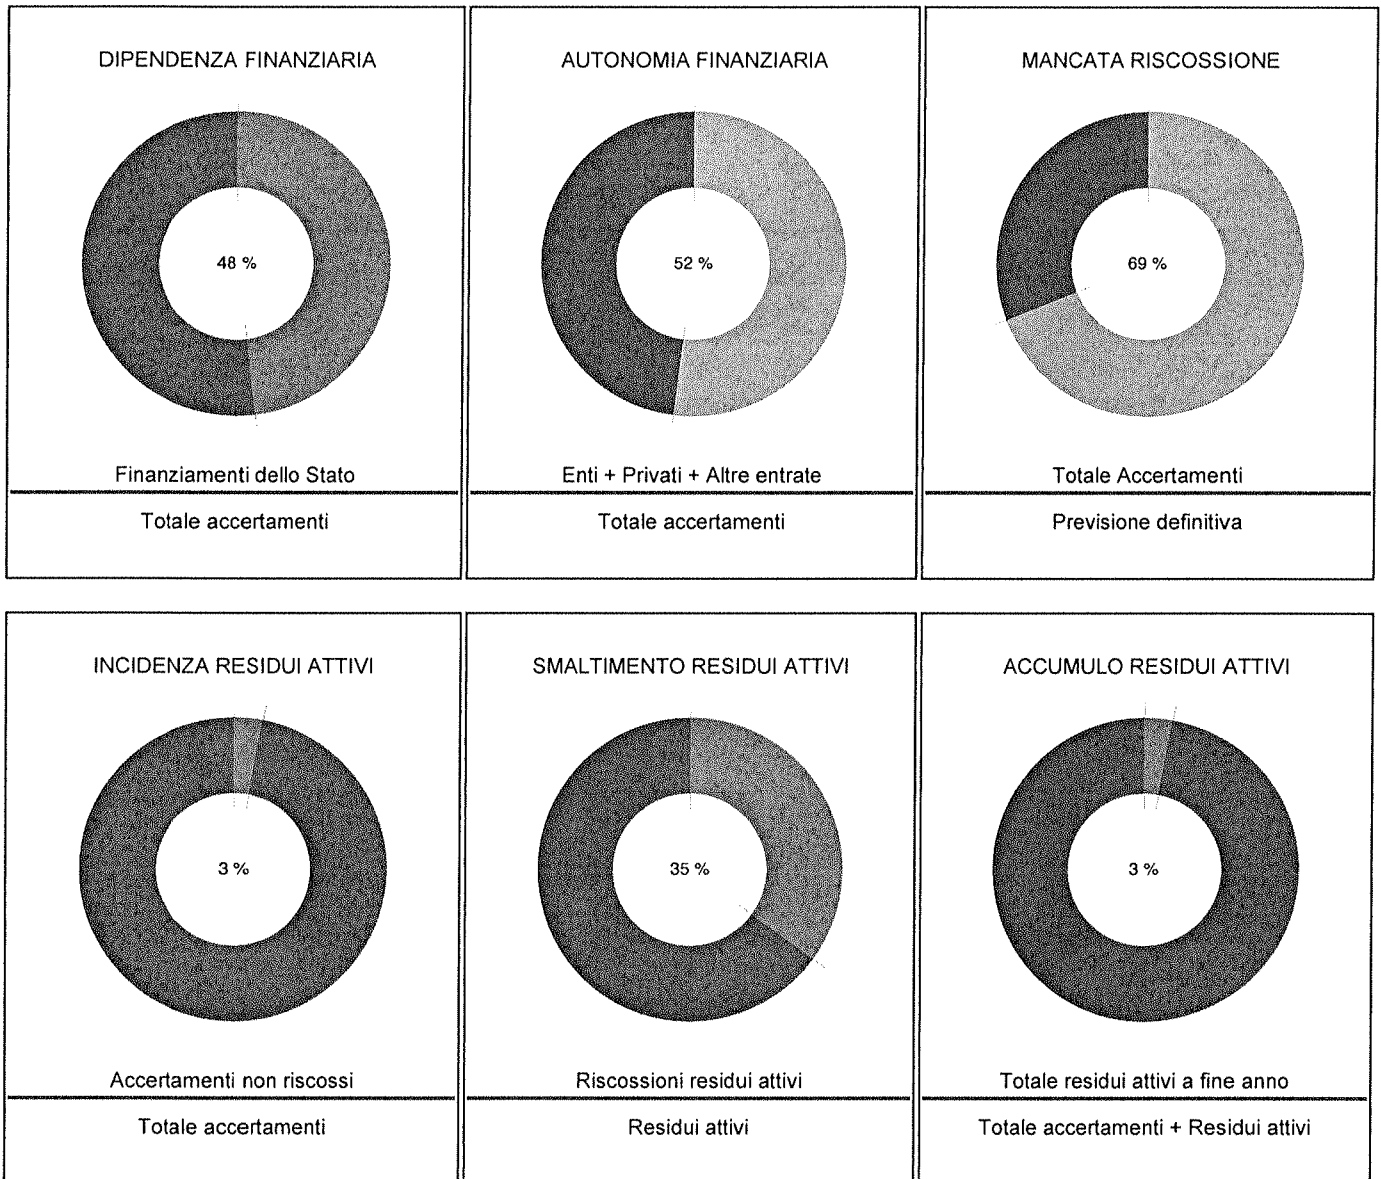 DIPENDENZA FINANZIARIA
48 %
Finanziamenti dello Stato
Totale accertamenti
AUTONOMIA FINANZIARIA
52 %
Enti + Privati + Altre entrate
Totale accertamenti
MANCATA RISCOSSIONE
69 %
Totale Accertamenti
Previsione definitiva
INCIDENZA RESIDUI ATTIVI
3 %
Accertamenti non riscossi
Totale accertamenti
SMALTIMENTO RESIDUI ATTIVI
35 %
Riscossioni residui attivi
Residui attivi
ACCUMULO RESIDUI ATTIVI
3 %
Totale residui attivi a fine anno
Totale accertamenti + Residui attivi